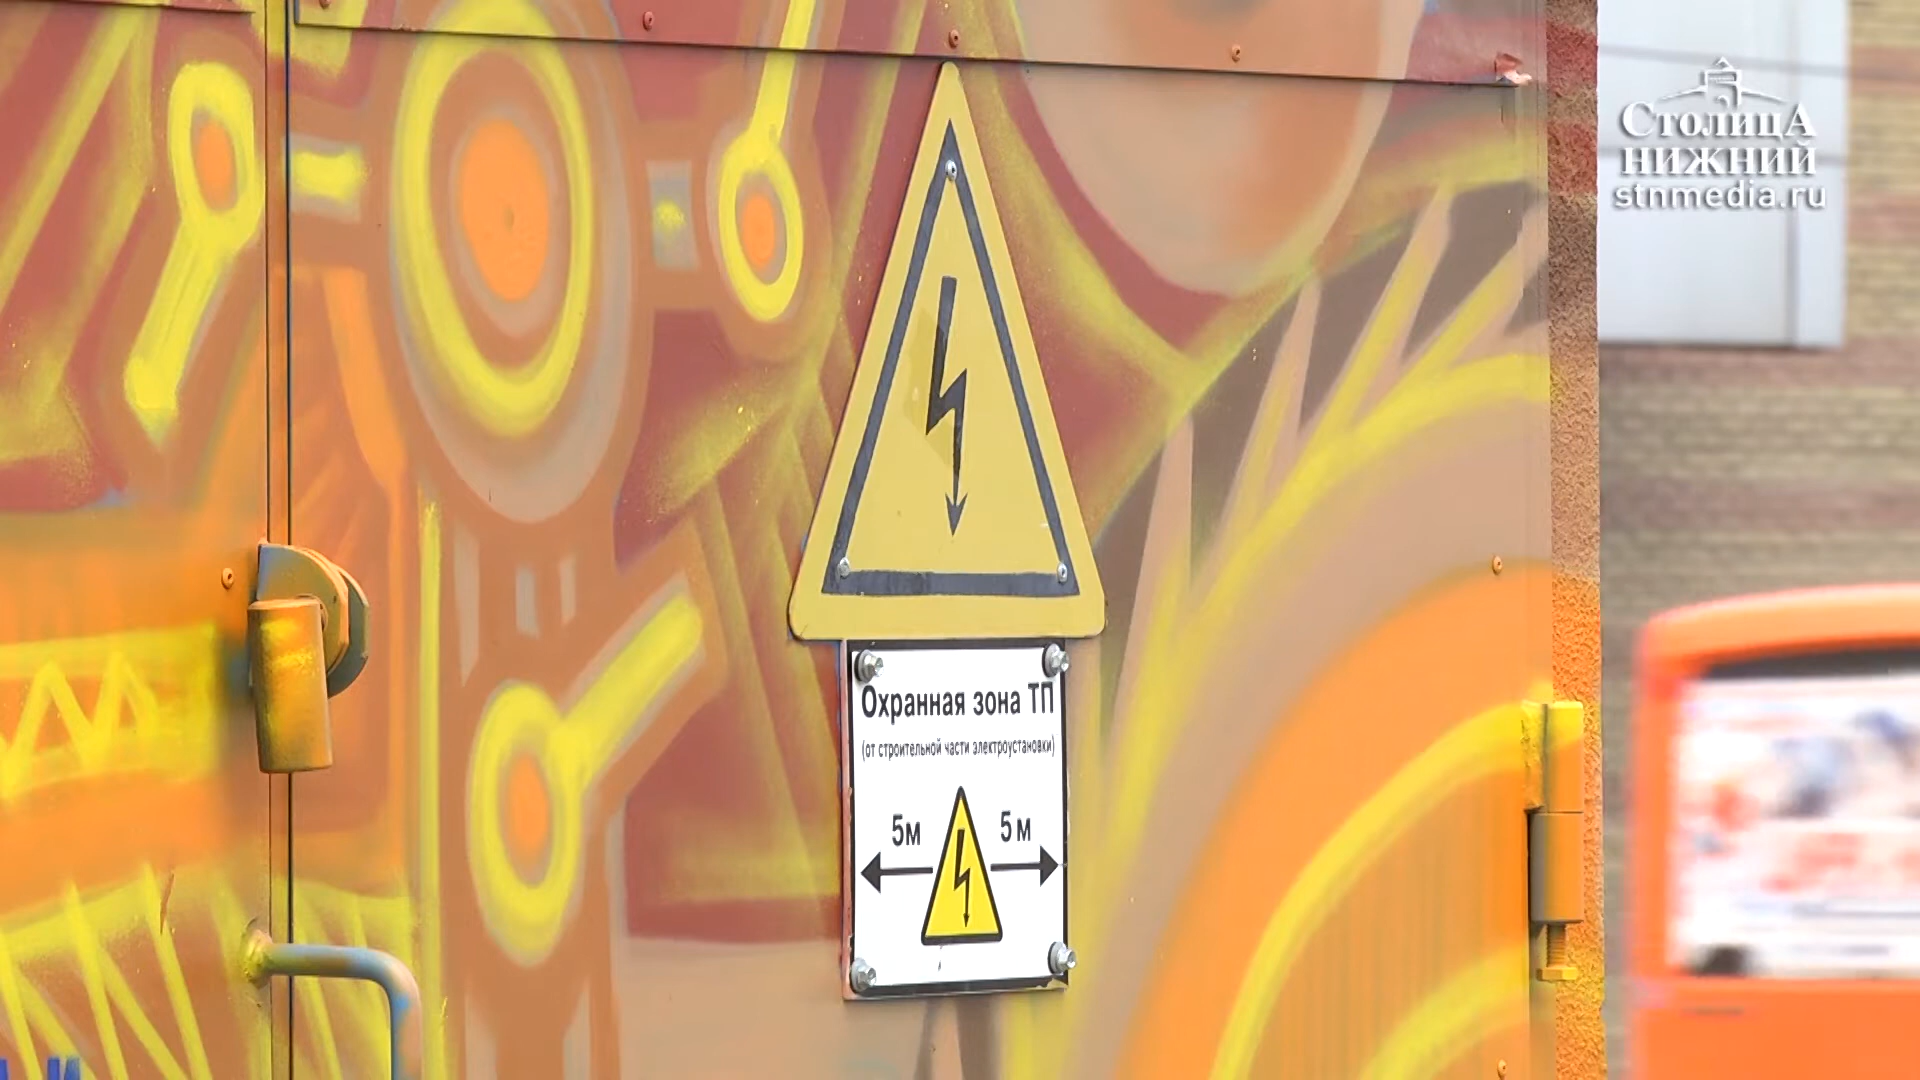 СтолицА
нижний
stnmedia.ru
Охранная зона ТП
(от строительной части электроустановки)
5м
5м